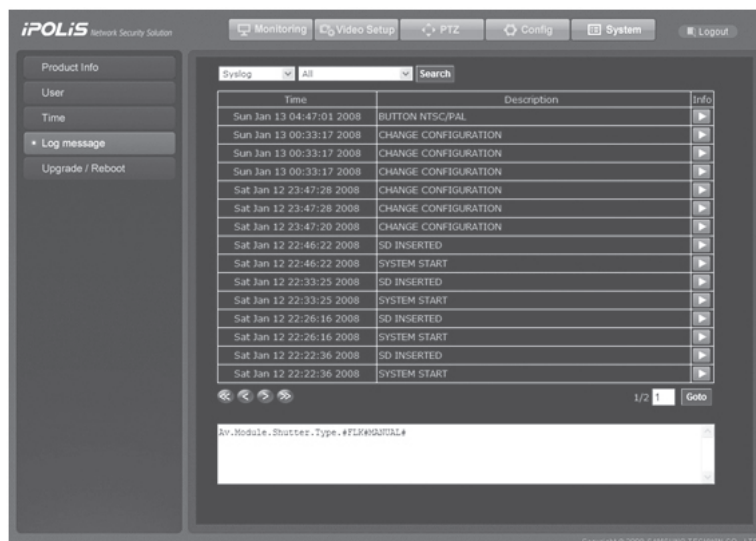 iPOLiS Network Security Solution
Monitoring
Video Setup
PTZ
Config
System
Logout
Product Info
User
Time
Log message
Upgrade / Reboot
Syslog All Search
Time Description Info
Sun Jan 13 04:47:01 2008 BUTTON NTSC/PAL
Sun Jan 13 00:33:17 2008 CHANGE CONFIGURATION
Sun Jan 13 00:33:17 2008 CHANGE CONFIGURATION
Sun Jan 13 00:33:17 2008 CHANGE CONFIGURATION
Sat Jan 12 23:47:28 2008 CHANGE CONFIGURATION
Sat Jan 12 23:47:28 2008 CHANGE CONFIGURATION
Sat Jan 12 23:47:20 2008 CHANGE CONFIGURATION
Sat Jan 12 22:46:22 2008 SD INSERTED
Sat Jan 12 22:46:22 2008 SYSTEM START
Sat Jan 12 22:33:25 2008 SD INSERTED
Sat Jan 12 22:33:25 2008 SYSTEM START
Sat Jan 12 22:26:16 2008 SD INSERTED
Sat Jan 12 22:26:16 2008 SYSTEM START
Sat Jan 12 22:22:36 2008 SD INSERTED
Sat Jan 12 22:22:36 2008 SYSTEM START
1/2 1 Goto
Av.Module.Shutter.Type.#FLK#MANUAL#